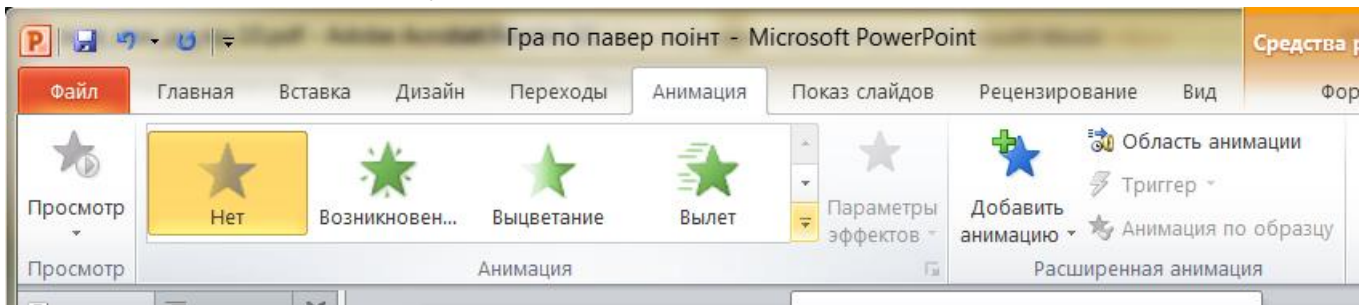 Гра по павер поінт - Microsoft PowerPoint
Средства
Файл Главная Вставка Дизайн Переходы Анимация Показ слайдов Рецензирование Вид Фор
Просмотр
Нет Возникновен... Выцветание Вылет
Параметры эффектов
Добавить анимацию
Область анимации
Триггер
Анимация по образцу
Просмотр Анимация Расширенная анимация